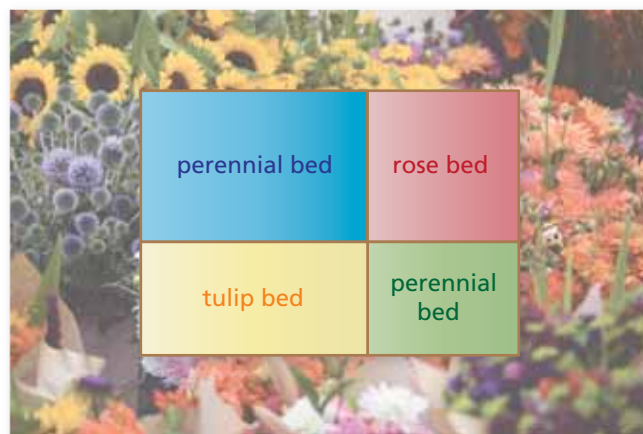 perennial bed
rose bed
tulip bed
perennial
bed